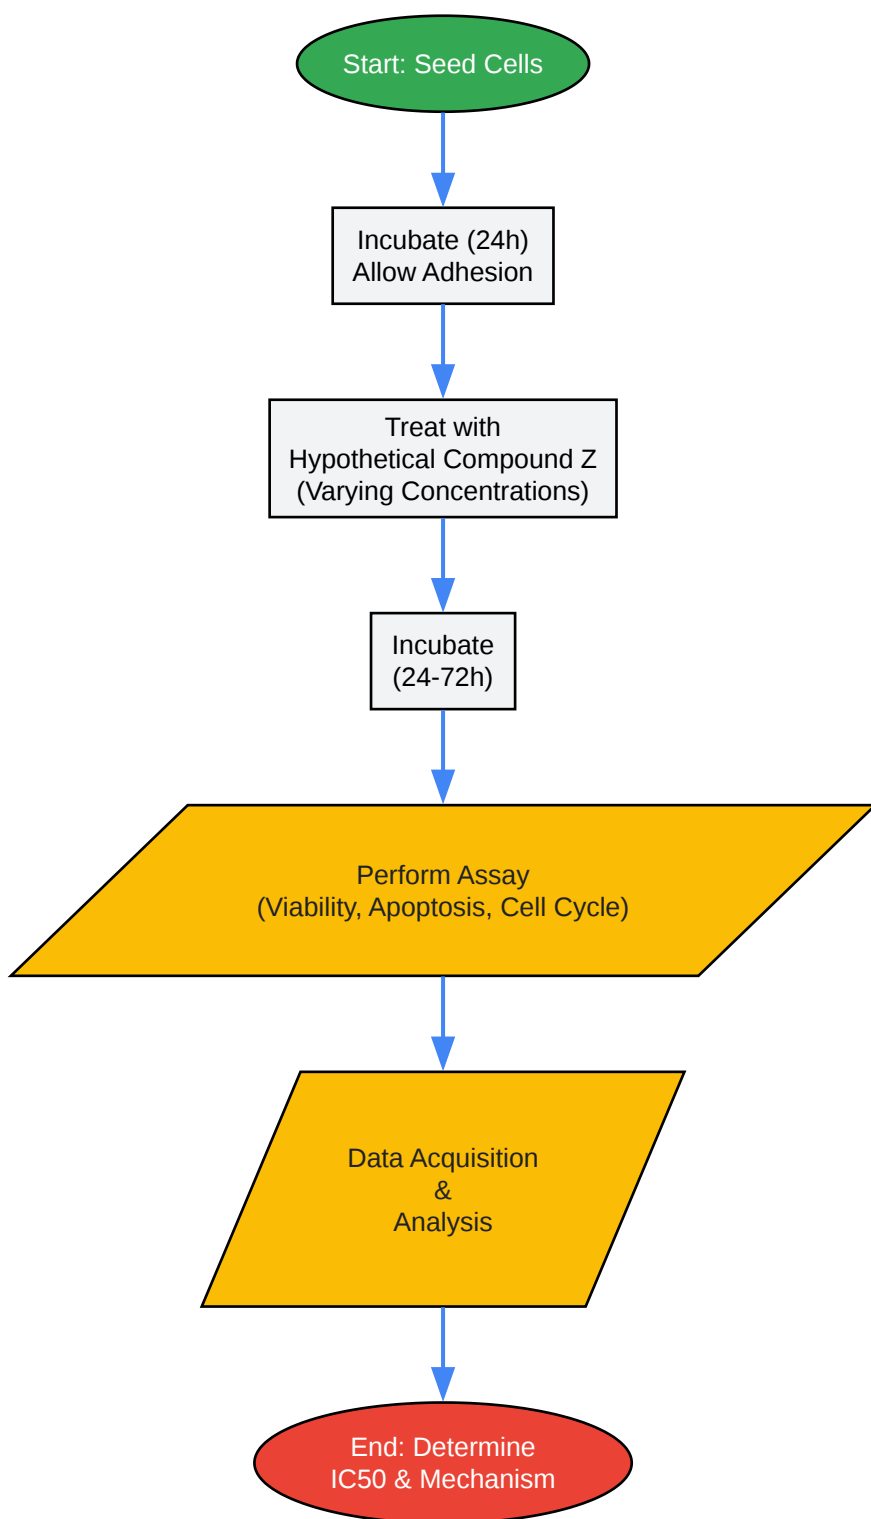 Start: Seed Cells
Incubate (24h)
Allow Adhesion
Treat with
Hypothetical Compound Z
(Varying Concentrations)
Incubate
(24-72h)
Perform Assay
(Viability, Apoptosis, Cell Cycle)
Data Acquisition
&
Analysis
End: Determine
IC50 & Mechanism